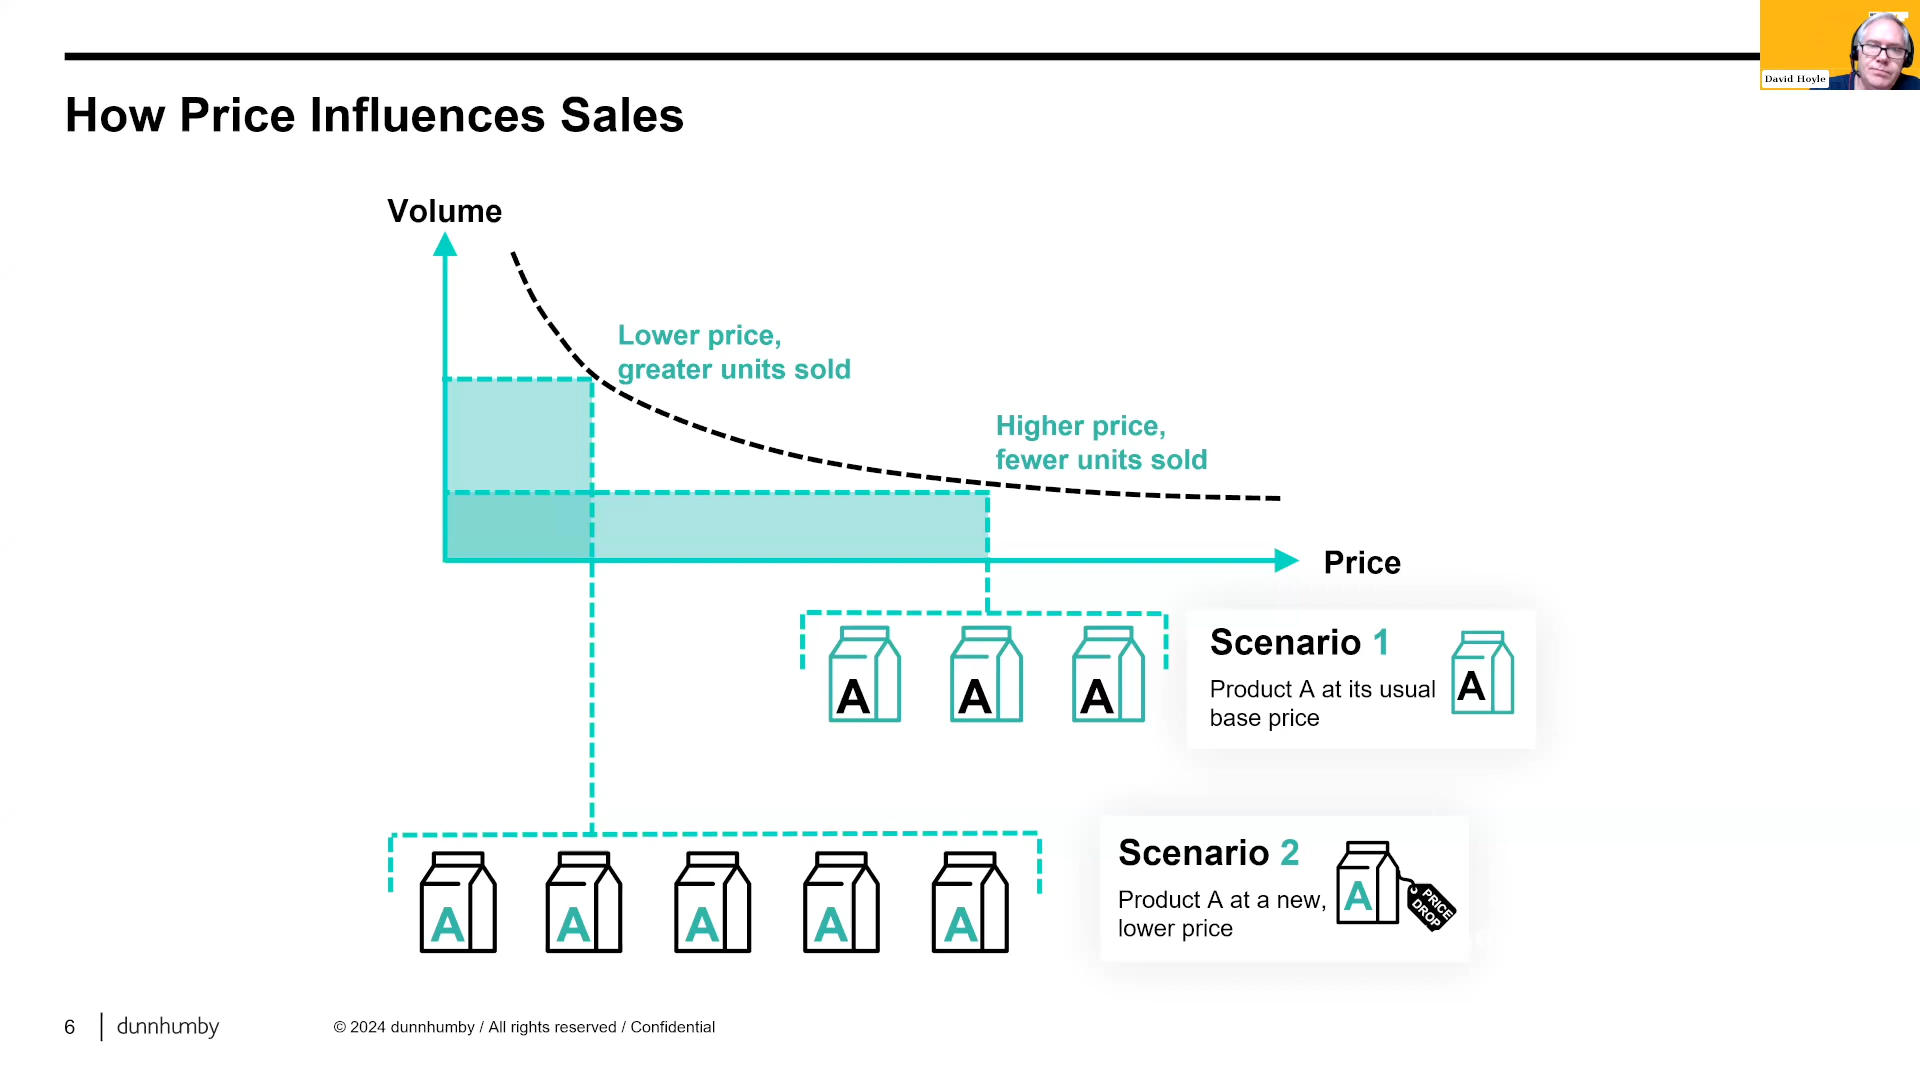 David Hoyle
How Price Influences Sales
Volume
Lower price,
greater units sold
Higher price,
fewer units sold
Price
A A A
Scenario 1
Product A at its usual
base price
A
A A A A A
Scenario 2
Product A at a new,
lower price
A
PRICE
DROP
6
dunnhumby
© 2024 dunnhumby / All rights reserved / Confidential